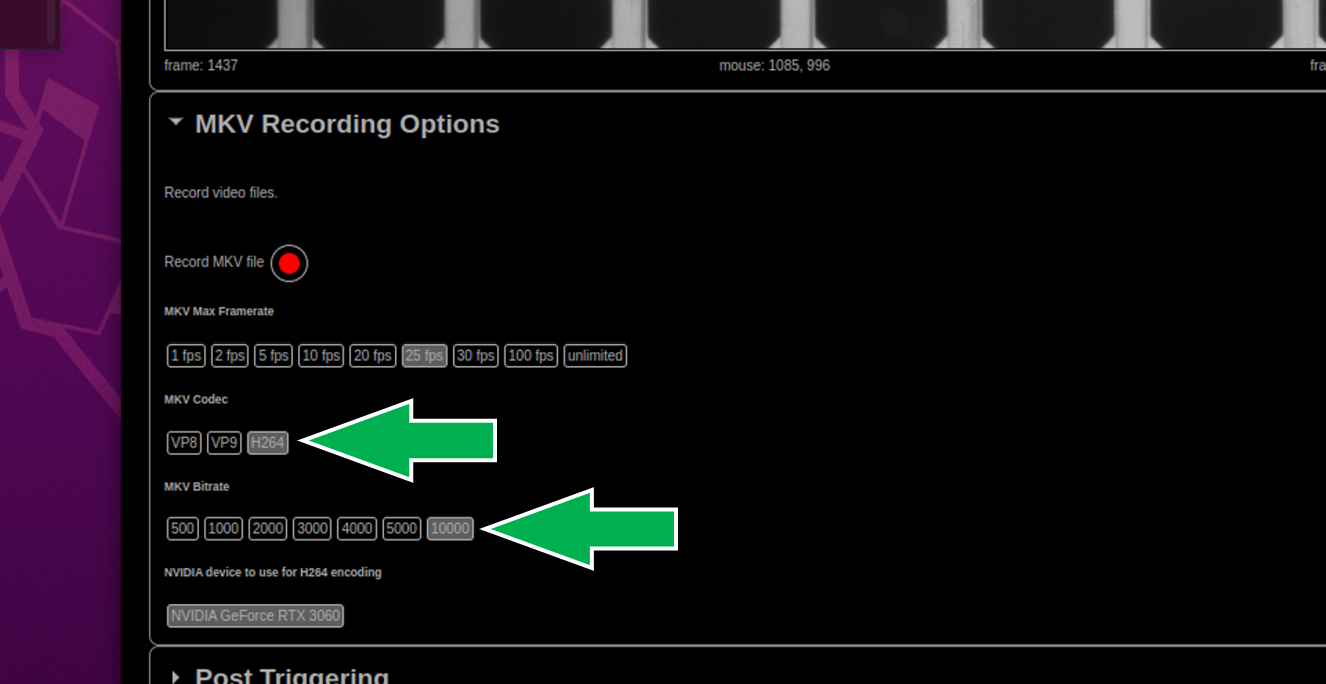 frame: 1437 mouse: 1085, 996 fra
MKV Recording Options
Record video files.
Record MKV file
MKV Max Framerate
1 fps 2 fps 5 fps 10 fps 20 fps 25 fps 30 fps 100 fps unlimited
MKV Codec
VP8 VP9 H264
MKV Bitrate
500 1000 2000 3000 4000 5000 10000
NVIDIA device to use for H264 encoding
NVIDIA GeForce RTX 3060
Post Triggering